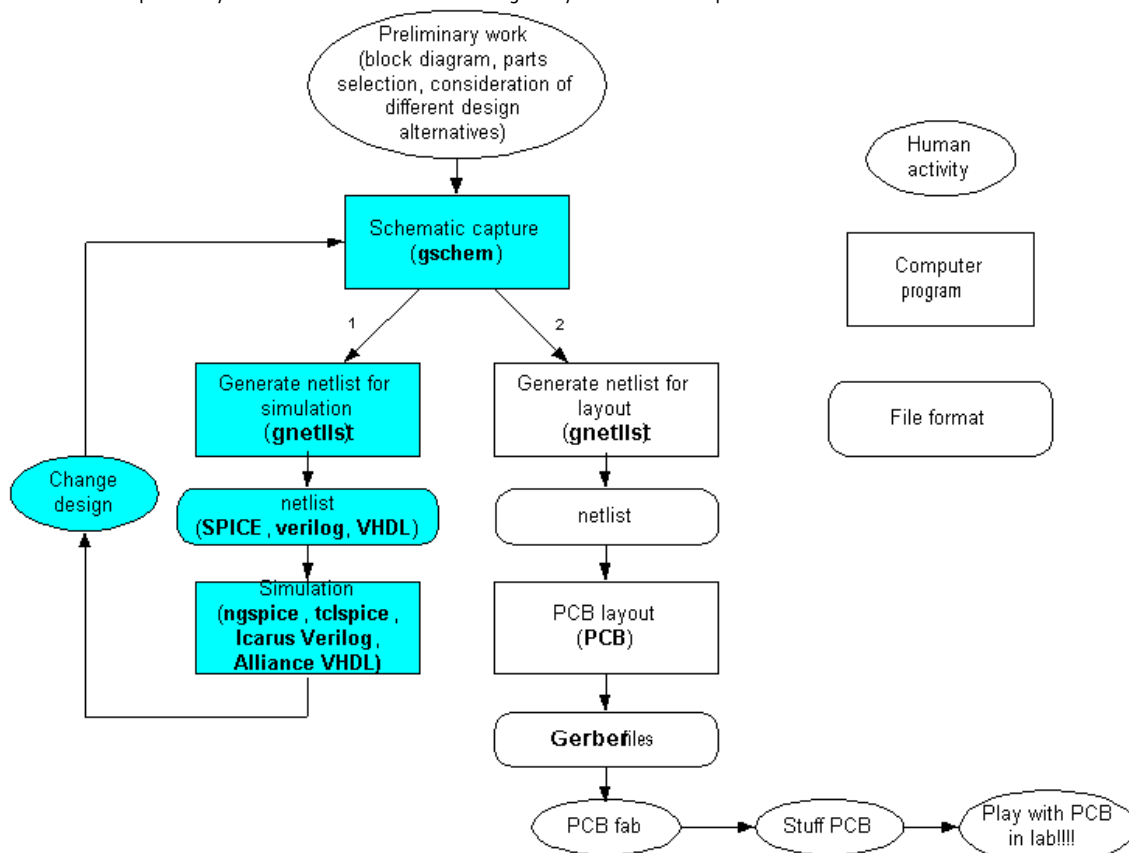 Preliminary work
(block diagram, parts
selection, consideration of
different design
alternatives)
Human
activity
Schematic capture
(gschem)
Computer
program
1
2
Generate netlist for
simulation
(gnetlist)
Generate netlist for
layout
(gnetlist)
File format
Change
design
netlist
(SPICE, verilog, VHDL)
netlist
Simulation
(ngspice, tclspice,
Icarus Verilog,
Alliance VHDL)
PCB layout
(PCB)
Gerber files
PCB fab
Stuff PCB
Play with PCB
in lab!!!!